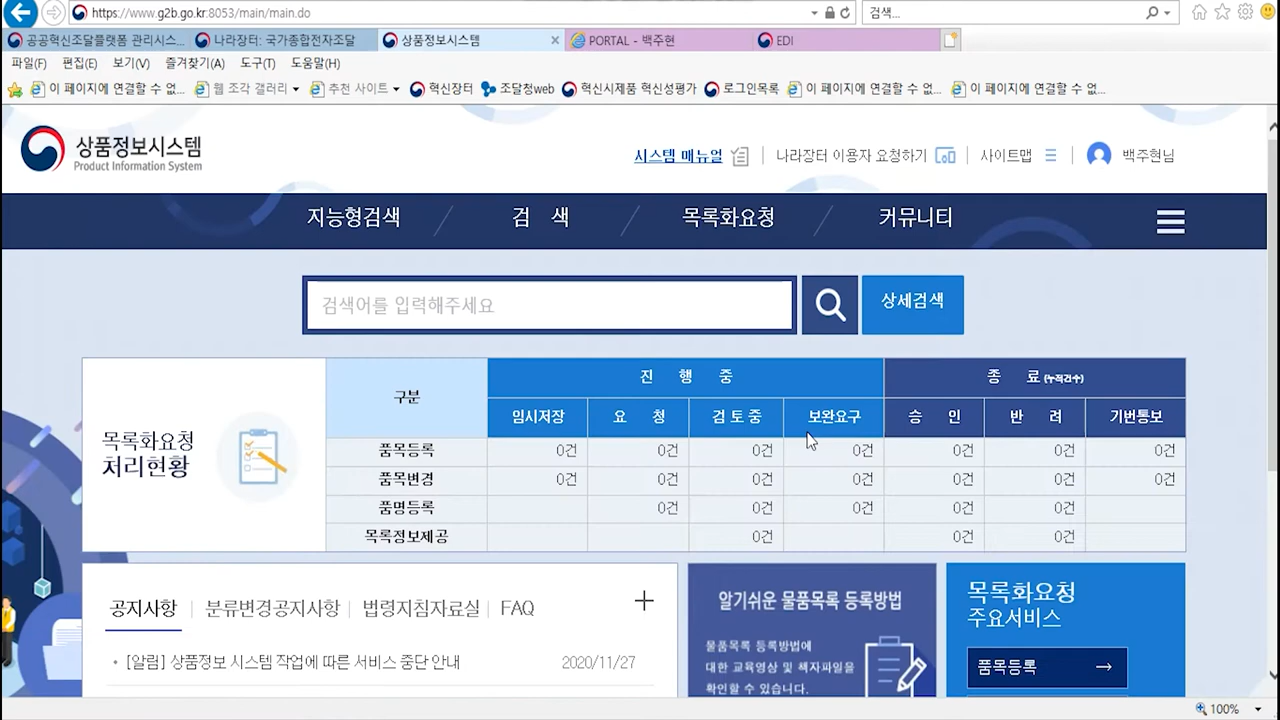 https://www.g2b.go.kr:8053/main/main.do
검색...
공공혁신조달플랫폼 관리시스...
나라장터: 국가종합전자조달
상품정보시스템
PORTAL - 백주현
EDI
파일(F) 편집(E) 보기(V) 즐겨찾기(A) 도구(T) 도움말(H)
이 페이지에 연결할 수 없...
웹 조각 갤러리
추천 사이트
혁신장터
조달청web
혁신시제품 혁신성평가
로그인목록
이 페이지에 연결할 수 없...
이 페이지에 연결할 수 없...
상품정보시스템
Product Information System
시스템 매뉴얼
나라장터 이용자 요청하기
사이트맵
백주현님
지능형검색 검 색 목록화요청 커뮤니티
검색어를 입력해주세요
상세검색
목록화요청
처리현황
구분 진 행 중 종 료 (누적건수)
임시저장 요 청 검 토 중 보완요구 승 인 반 려 기번통보
품목등록 0건 0건 0건 0건 0건 0건 0건
품목변경 0건 0건 0건 0건 0건 0건 0건
품명등록 0건 0건 0건 0건 0건
목록정보제공 0건 0건 0건
공지사항 분류변경공지사항 법령지침자료실 FAQ
• [알림] 상품정보 시스템 작업에 따른 서비스 중단 안내 2020/11/27
알기쉬운 물품목록 등록방법
물품목록 등록방법에
대한 교육영상 및 책자파일을
확인할 수 있습니다.
목록화요청
주요서비스
품목등록 →
100%